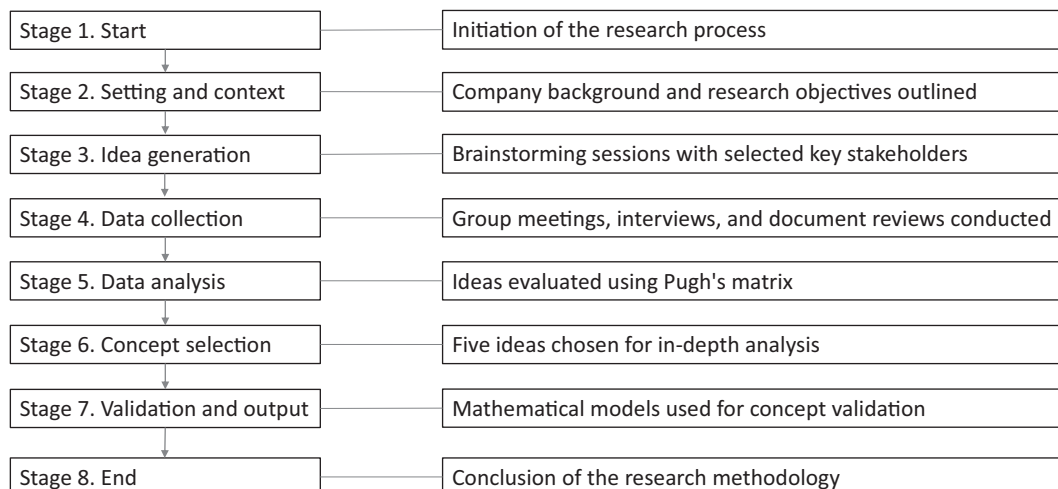 Stage 1. Start
Initiation of the research process
Stage 2. Setting and context
Company background and research objectives outlined
Stage 3. Idea generation
Brainstorming sessions with selected key stakeholders
Stage 4. Data collection
Group meetings, interviews, and document reviews conducted
Stage 5. Data analysis
Ideas evaluated using Pugh's matrix
Stage 6. Concept selection
Five ideas chosen for in-depth analysis
Stage 7. Validation and output
Mathematical models used for concept validation
Stage 8. End
Conclusion of the research methodology